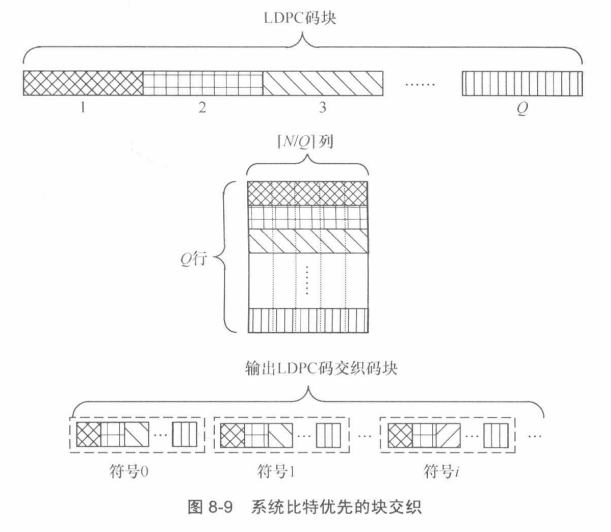 LDPC码块
1 2 3 …… Q
⌈N/Q⌉列
Q行
输出LDPC码交织码块
… … … … …
符号0 符号1 符号i
图 8-9 系统比特优先的块交织